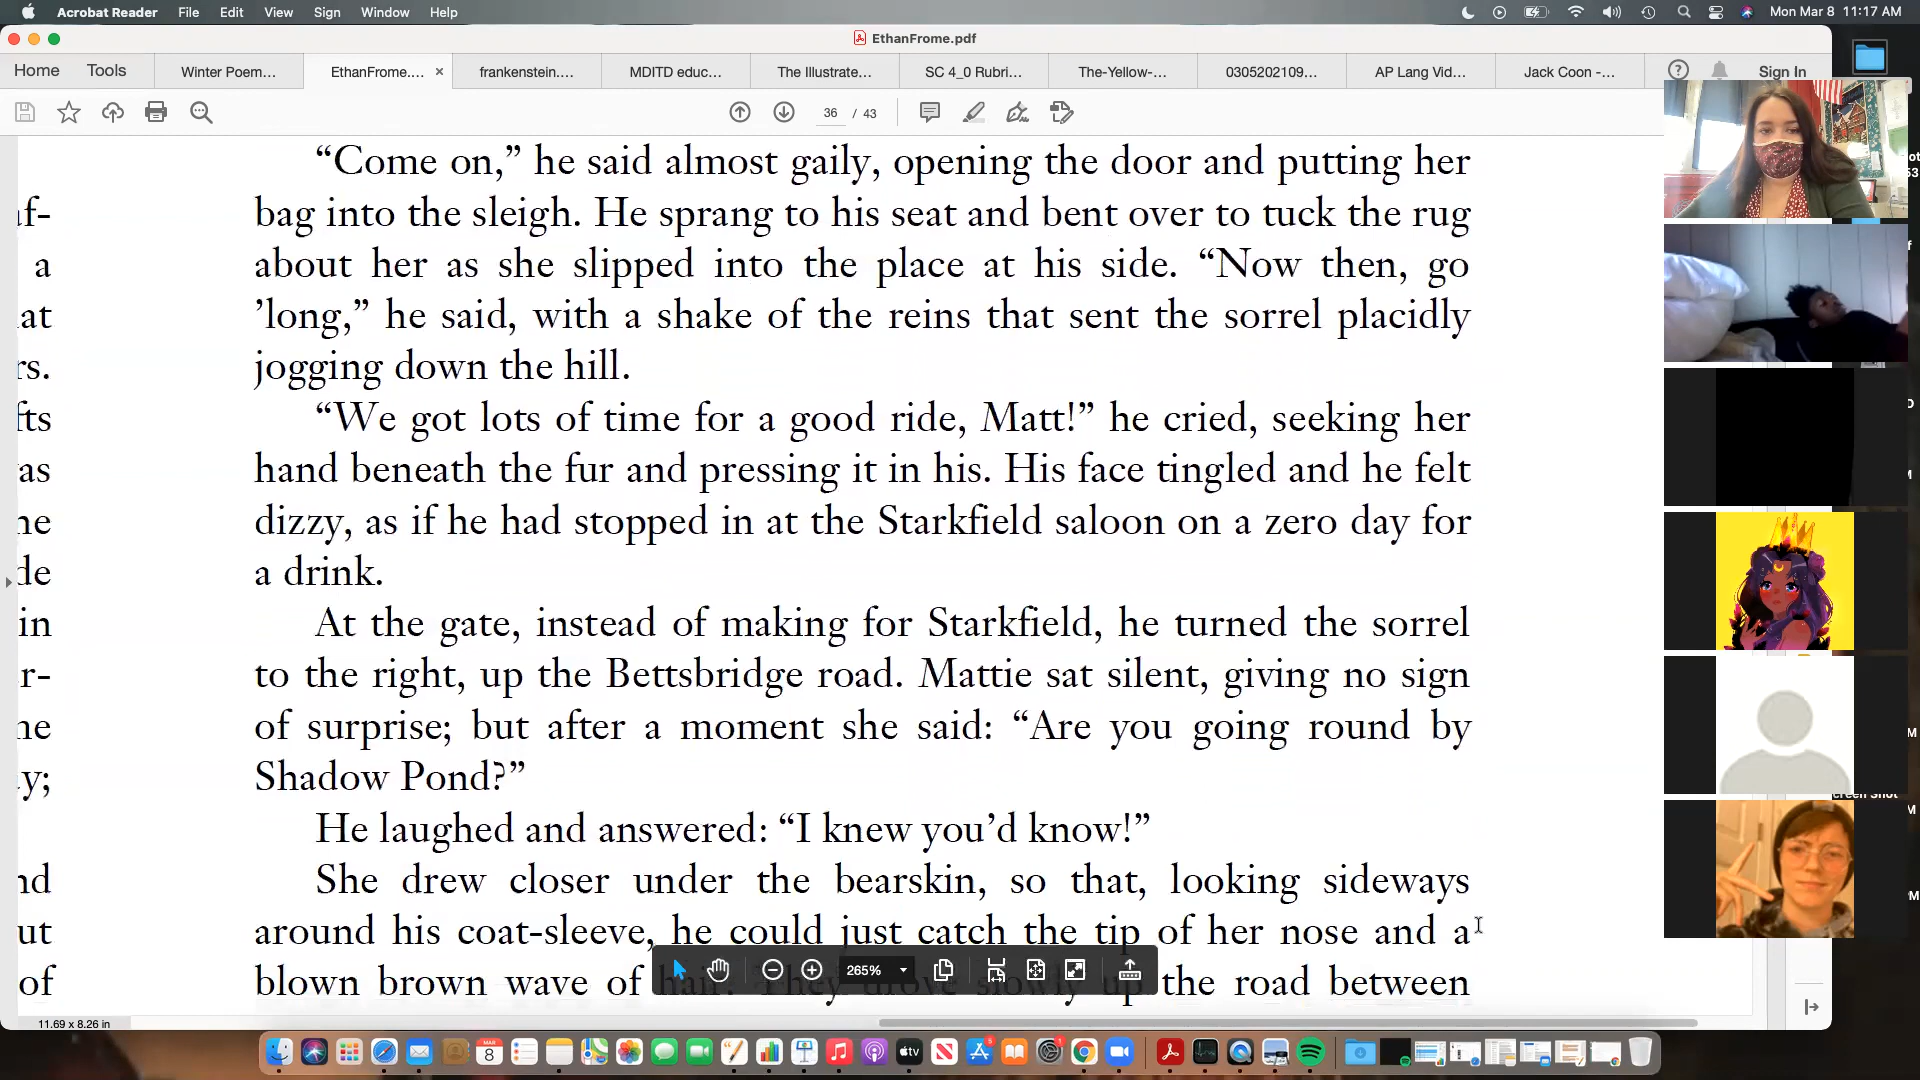 Acrobat Reader File Edit View Sign Window Help Mon Mar 8 11:17 AM
EthanFrome.pdf
Home Tools Winter Poem... EthanFrome.... × frankenstein.... MDITD educ... The Illustrate... SC 4_0 Rubri... The-Yellow-... 0305202109... AP Lang Vid... Jack Coon -... Sign In
36 / 43
“Come on,” he said almost gaily, opening the door and putting her
bag into the sleigh. He sprang to his seat and bent over to tuck the rug
about her as she slipped into the place at his side. “Now then, go
’long,” he said, with a shake of the reins that sent the sorrel placidly
jogging down the hill.
“We got lots of time for a good ride, Matt!” he cried, seeking her
hand beneath the fur and pressing it in his. His face tingled and he felt
dizzy, as if he had stopped in at the Starkfield saloon on a zero day for
a drink.
At the gate, instead of making for Starkfield, he turned the sorrel
to the right, up the Bettsbridge road. Mattie sat silent, giving no sign
of surprise; but after a moment she said: “Are you going round by
Shadow Pond?”
He laughed and answered: “I knew you’d know!”
She drew closer under the bearskin, so that, looking sideways
around his coat-sleeve, he could just catch the tip of her nose and a
blown brown wave of hair. They drove slowly up the road between
265%
11.69 x 8.26 in